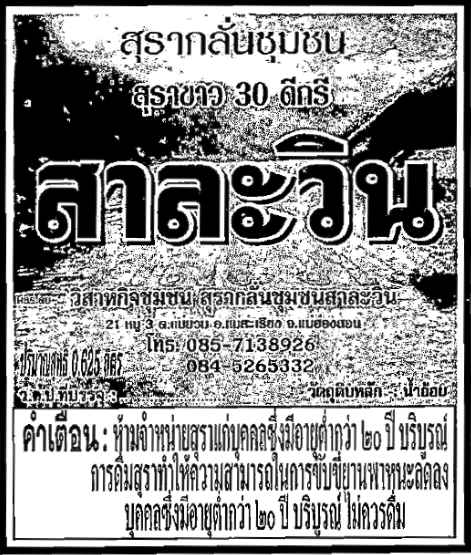 สุรากลั่นชุมชน
สุราขาว 30 ดีกรี
สาละวิน
วิสาหกิจชุมชน สุรากลั่นชุมชนสาละวิน
21 หมู่ 3 ต.แม่ยวม อ.แม่สะเรียง จ.แม่ฮ่องสอน
โทร. 085-7138926
084-5265332
ปริมาณสุทธิ 0.625 ลิตร
ว.ด.ป.ที่บรรจุ
วัตถุดิบหลัก : น้ำอ้อย
คำเตือน : ห้ามจำหน่ายสุราแก่บุคคลซึ่งมีอายุต่ำกว่า ๒๐ ปี บริบูรณ์
การดื่มสุราทำให้ความสามารถในการขับขี่ยานพาหนะลดลง
บุคคลซึ่งมีอายุต่ำกว่า ๒๐ ปี บริบูรณ์ ไม่ควรดื่ม